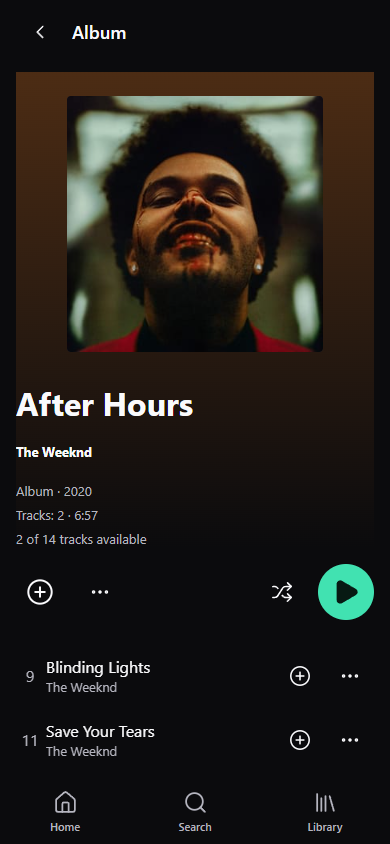 Album
After Hours
The Weeknd
Album · 2020
Tracks: 2 · 6:57
2 of 14 tracks available
9 Blinding Lights
The Weeknd
11 Save Your Tears
The Weeknd
Home Search Library